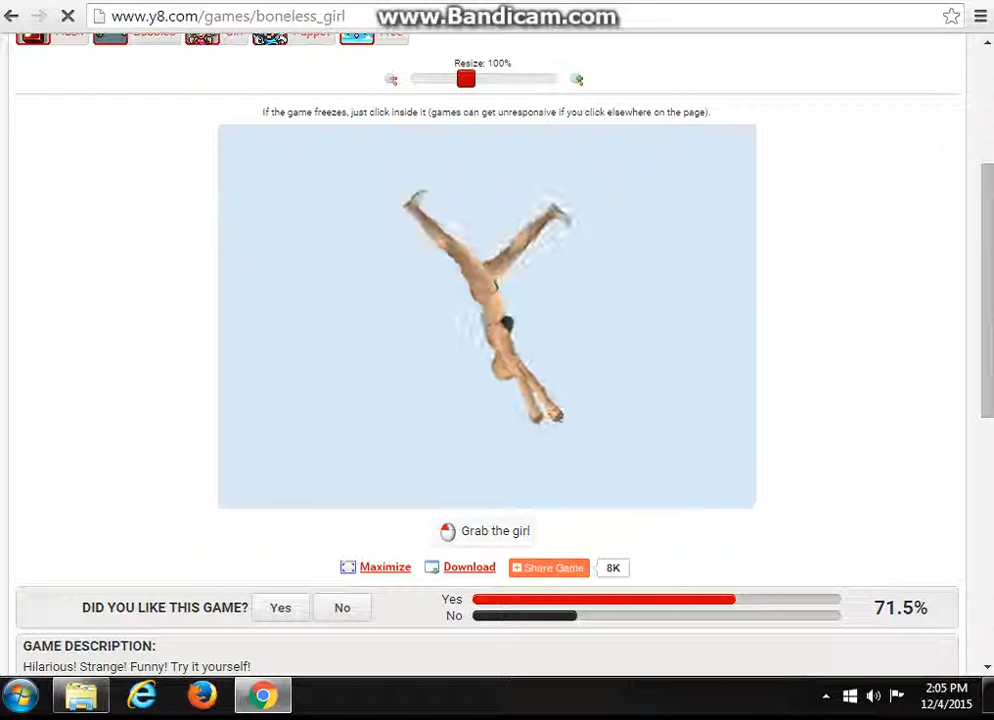 www.y8.com/games/boneless_girl
www.Bandicam.com
Resize: 100%
If the game freezes, just click inside it (games can get unresponsive if you click elsewhere on the page).
Grab the girl
Maximize
Download
Share Game
8K
DID YOU LIKE THIS GAME?
Yes
No
Yes
No
71.5%
GAME DESCRIPTION:
Hilarious! Strange! Funny! Try it yourself!
2:05 PM
12/4/2015